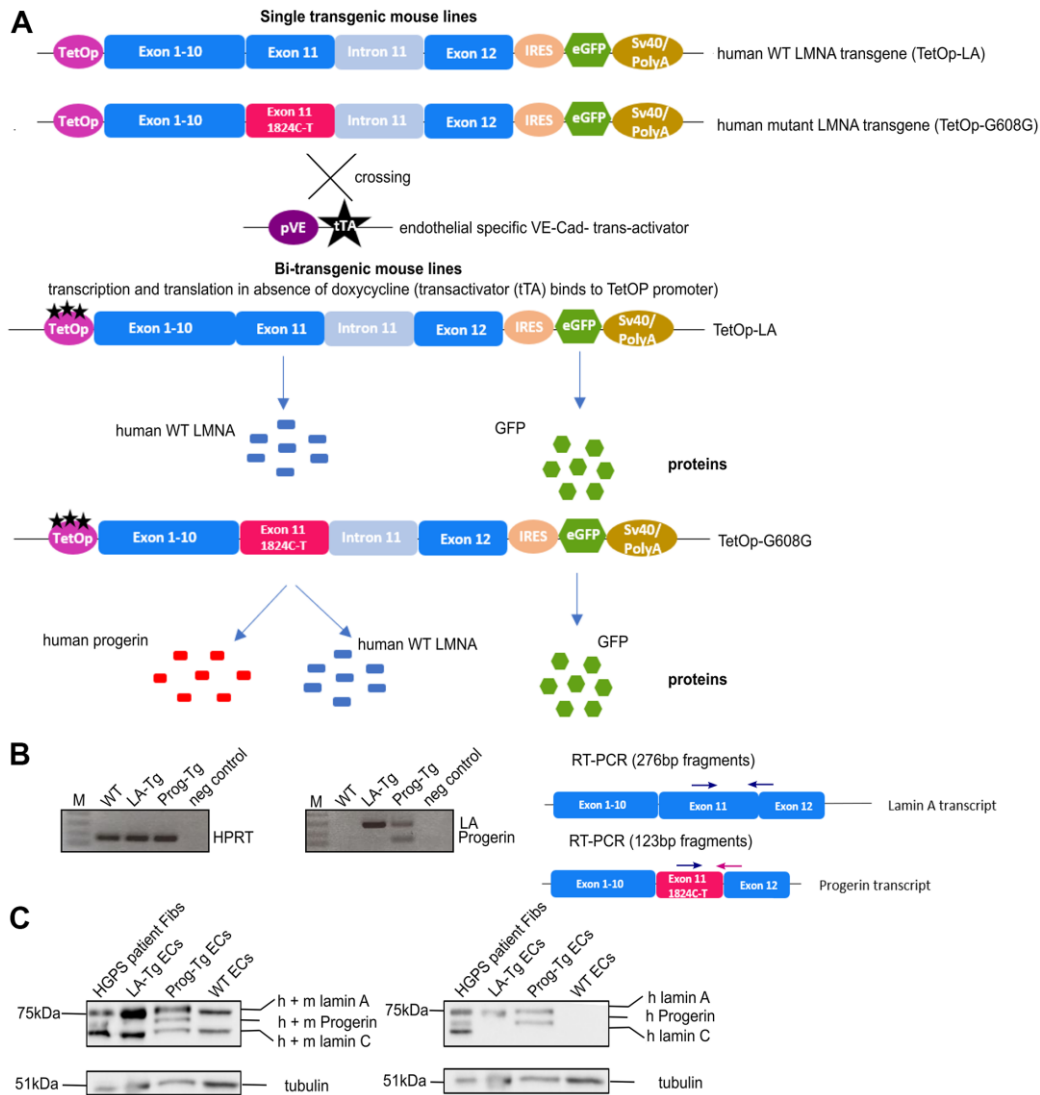 A
Single transgenic mouse lines
TetOp Exon 1-10 Exon 11 Intron 11 Exon 12 IRES eGFP Sv40/ PolyA human WT LMNA transgene (TetOp-LA)
TetOp Exon 1-10 Exon 11 1824C-T Intron 11 Exon 12 IRES eGFP Sv40/ PolyA human mutant LMNA transgene (TetOp-G608G)
crossing
pVE tTA endothelial specific VE-Cad- trans-activator
Bi-transgenic mouse lines
transcription and translation in absence of doxycycline (transactivator (tTA) binds to TetOP promoter)
TetOp Exon 1-10 Exon 11 Intron 11 Exon 12 IRES eGFP Sv40/ PolyA TetOp-LA
human WT LMNA GFP proteins
TetOp Exon 1-10 Exon 11 1824C-T Intron 11 Exon 12 IRES eGFP Sv40/ PolyA TetOp-G608G
human progerin human WT LMNA GFP proteins
B
M WT LA-Tg Prog-Tg neg control
HPRT
M WT LA-Tg Prog-Tg neg control
LA
Progerin
RT-PCR (276bp fragments)
Exon 1-10 Exon 11 Exon 12 Lamin A transcript
RT-PCR (123bp fragments)
Exon 1-10 Exon 11 1824C-T Exon 12 Progerin transcript
C
HGPS patient Fibs LA-Tg ECs Prog-Tg ECs WT ECs
75kDa
h + m lamin A
h + m Progerin
h + m lamin C
51kDa tubulin
HGPS patient Fibs LA-Tg ECs Prog-Tg ECs WT ECs
75kDa
h lamin A
h Progerin
h lamin C
51kDa tubulin